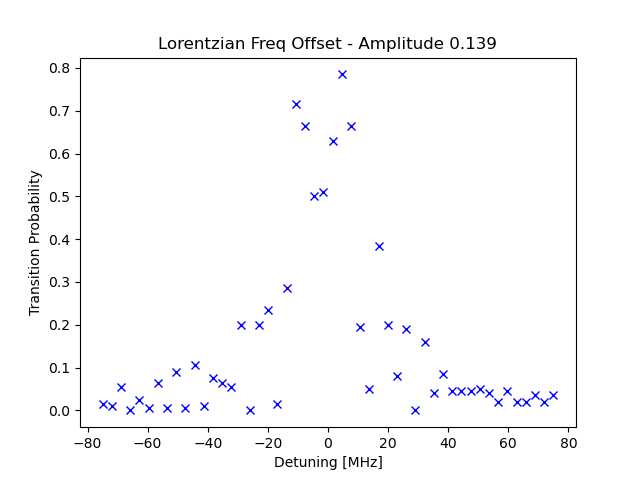 Lorentzian Freq Offset - Amplitude 0.139
0.8
0.7
0.6
0.5
0.4
0.3
0.2
0.1
0.0
Transition Probability
−80 −60 −40 −20 0 20 40 60 80
Detuning [MHz]